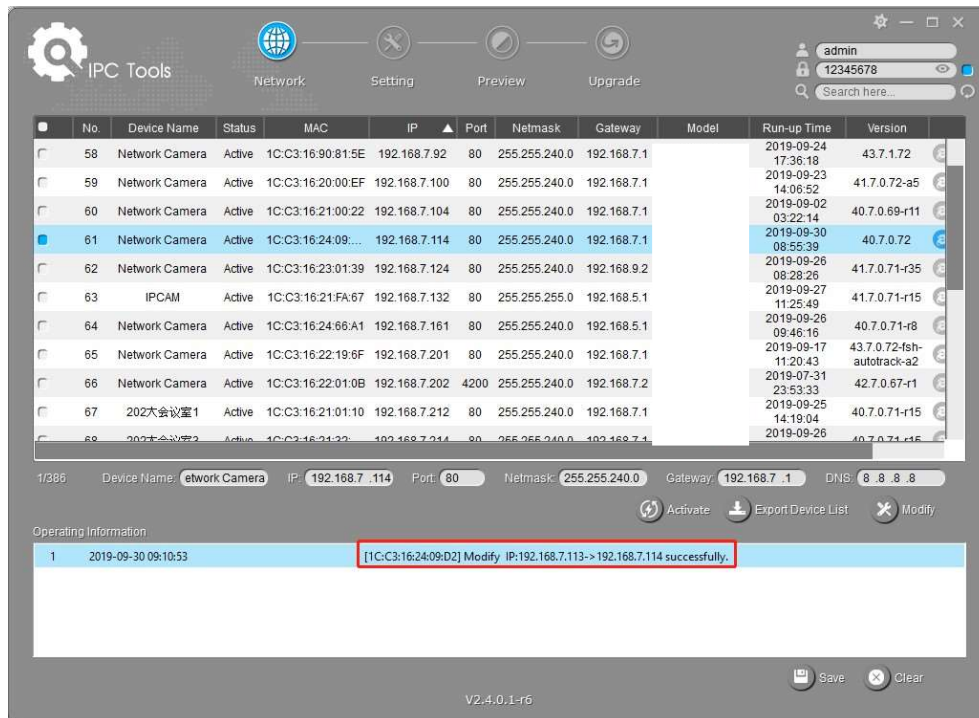 IPC Tools
Network
Setting
Preview
Upgrade
admin
12345678
Search here...
No. Device Name Status MAC IP Port Netmask Gateway Model Run-up Time Version
58 Network Camera Active 1C:C3:16:90:81:5E 192.168.7.92 80 255.255.240.0 192.168.7.1 2019-09-24 17:36:18 43.7.1.72
59 Network Camera Active 1C:C3:16:20:00:EF 192.168.7.100 80 255.255.240.0 192.168.7.1 2019-09-23 14:06:52 41.7.0.72-a5
60 Network Camera Active 1C:C3:16:21:00:22 192.168.7.104 80 255.255.240.0 192.168.7.1 2019-09-02 03:22:14 40.7.0.69-r11
61 Network Camera Active 1C:C3:16:24:09:... 192.168.7.114 80 255.255.240.0 192.168.7.1 2019-09-30 08:55:39 40.7.0.72
62 Network Camera Active 1C:C3:16:23:01:39 192.168.7.124 80 255.255.240.0 192.168.9.2 2019-09-26 08:28:26 41.7.0.71-r35
63 IPCAM Active 1C:C3:16:21:FA:67 192.168.7.132 80 255.255.255.0 192.168.5.1 2019-09-27 11:25:49 41.7.0.71-r15
64 Network Camera Active 1C:C3:16:24:66:A1 192.168.7.161 80 255.255.240.0 192.168.5.1 2019-09-26 09:46:16 40.7.0.71-r8
65 Network Camera Active 1C:C3:16:22:19:6F 192.168.7.201 80 255.255.240.0 192.168.7.1 2019-09-17 11:20:43 43.7.0.72-fsh-autotrack-a2
66 Network Camera Active 1C:C3:16:22:01:0B 192.168.7.202 4200 255.255.240.0 192.168.7.2 2019-07-31 23:53:33 42.7.0.67-r1
67 202大会议室1 Active 1C:C3:16:21:01:10 192.168.7.212 80 255.255.240.0 192.168.7.1 2019-09-25 14:19:04 40.7.0.71-r15
68 Active 192.168.7.214 80 255.255.240.0 192.168.7.1 2019-09-26 40.7.0.71-r15
1/386 Device Name: etwork Camera IP: 192.168.7 .114 Port: 80 Netmask: 255.255.240.0 Gateway: 192.168.7 .1 DNS: 8 .8 .8 .8
Activate Export Device List Modify
Operating Information
1 2019-09-30 09:10:53 [1C:C3:16:24:09:D2] Modify IP:192.168.7.113->192.168.7.114 successfully.
Save Clear
V2.4.0.1-r6